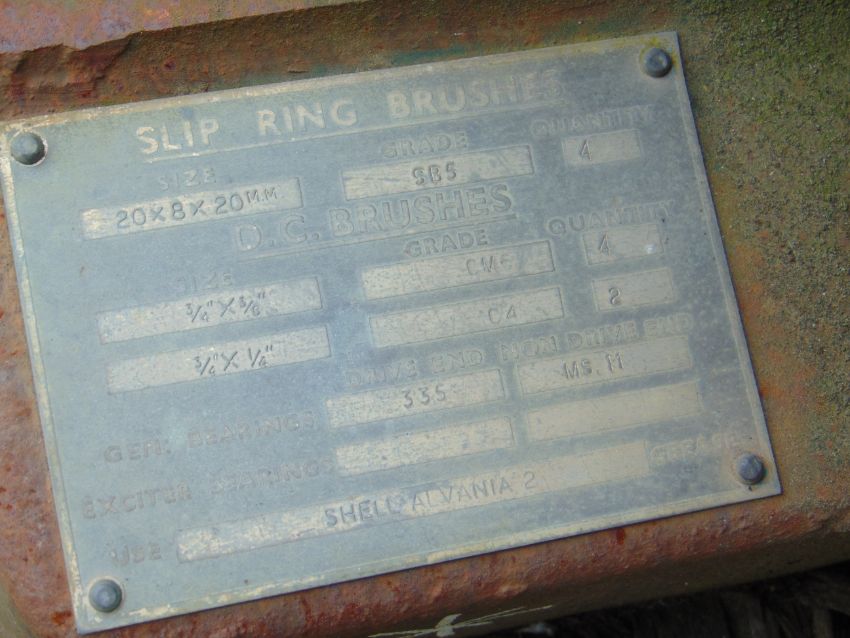 SLIP RING BRUSHES
SIZE GRADE QUANTITY
20×8×20MM SB5 4
D.C. BRUSHES
SIZE GRADE QUANTITY
3/4"×3/8" CM6 4
3/4"×1/4" C4 2
DRIVE END NON DRIVE END
GEN. BEARINGS 335 MS.11
EXCITER BEARINGS
USE SHELL ALVANIA 2 GREASE